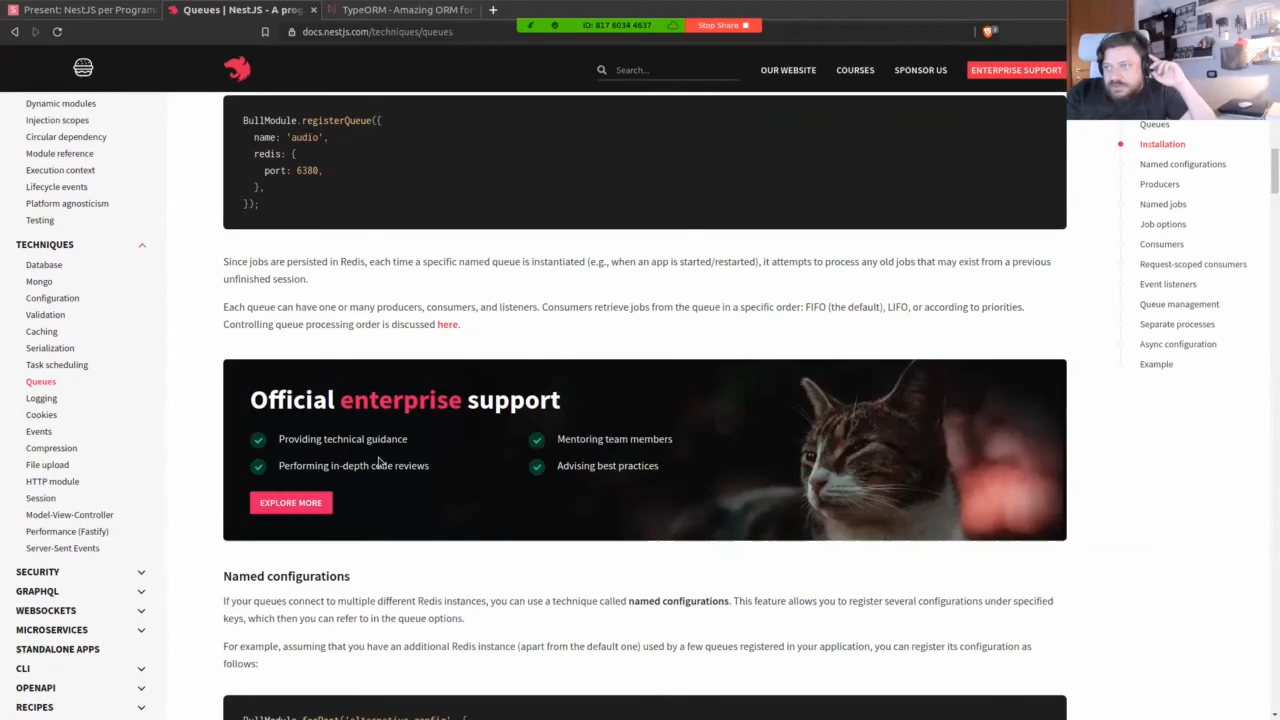 Present: NestJS per Program
Queues | NestJS - A prog
TypeORM - Amazing ORM for
docs.nestjs.com/techniques/queues
ID: 817 6034 4637
Stop Share
Search...
OUR WEBSITE
COURSES
SPONSOR US
ENTERPRISE SUPPORT
Dynamic modules
Injection scopes
Circular dependency
Module reference
Execution context
Lifecycle events
Platform agnosticism
Testing
TECHNIQUES
Database
Mongo
Configuration
Validation
Caching
Serialization
Task scheduling
Queues
Logging
Cookies
Events
Compression
File upload
HTTP module
Session
Model-View-Controller
Performance (Fastify)
Server-Sent Events
SECURITY
GRAPHQL
WEBSOCKETS
MICROSERVICES
STANDALONE APPS
CLI
OPENAPI
RECIPES
BullModule.registerQueue({
name: 'audio',
redis: {
port: 6380,
},
});
Since jobs are persisted in Redis, each time a specific named queue is instantiated (e.g., when an app is started/restarted), it attempts to process any old jobs that may exist from a previous
unfinished session.
Each queue can have one or many producers, consumers, and listeners. Consumers retrieve jobs from the queue in a specific order: FIFO (the default), LIFO, or according to priorities.
Controlling queue processing order is discussed here.
Official enterprise support
Providing technical guidance
Mentoring team members
Performing in-depth code reviews
Advising best practices
EXPLORE MORE
Named configurations
If your queues connect to multiple different Redis instances, you can use a technique called named configurations. This feature allows you to register several configurations under specified
keys, which then you can refer to in the queue options.
For example, assuming that you have an additional Redis instance (apart from the default one) used by a few queues registered in your application, you can register its configuration as
follows:
BullModule.forRoot('alternative-config', {
Queues
Installation
Named configurations
Producers
Named jobs
Job options
Consumers
Request-scoped consumers
Event listeners
Queue management
Separate processes
Async configuration
Example